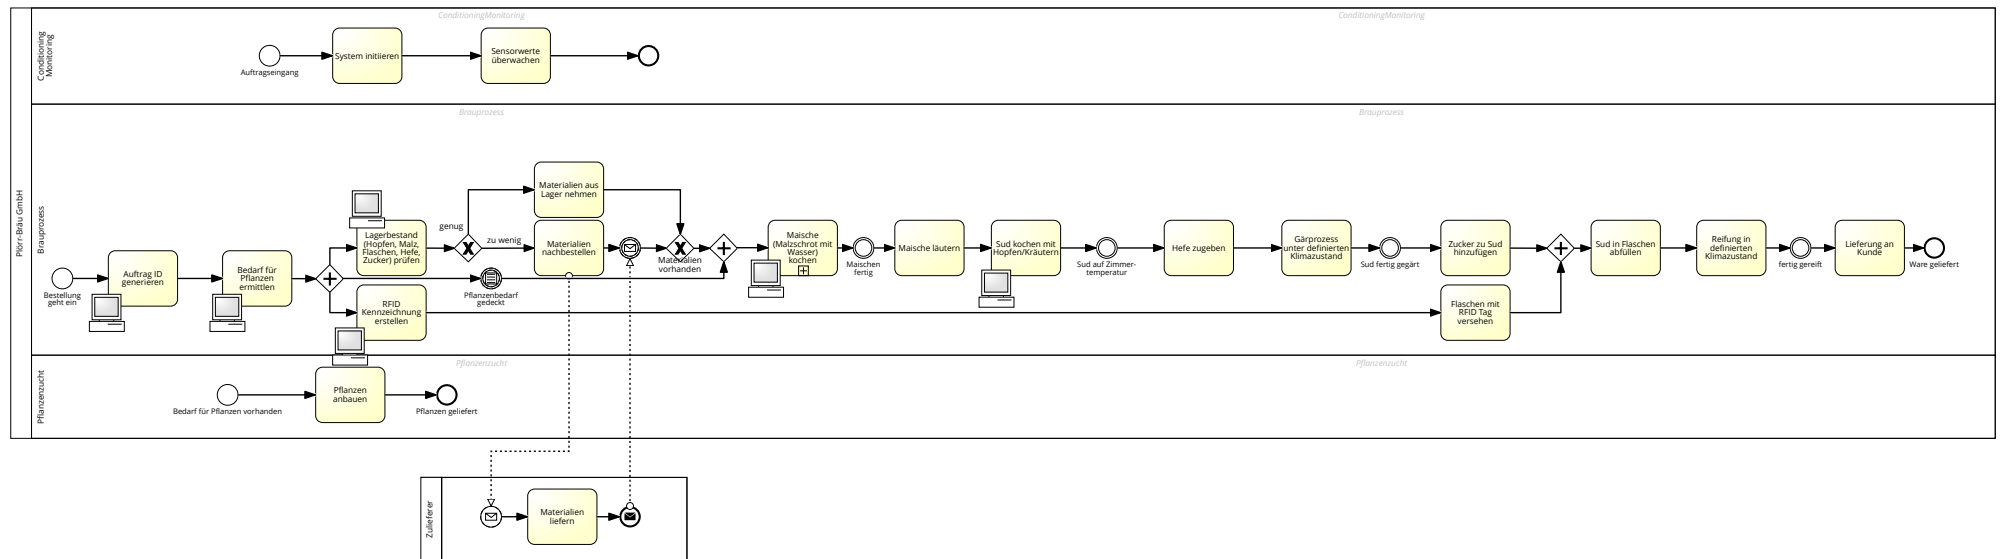 ConditioningMonitoring
ConditioningMonitoring
Conditioning
Monitoring
Auftragseingang
System initiieren
Sensorwerte
überwachen
Plörr-Bräu GmbH
Brauprozess
Brauprozess
Brauprozess
Bestellung
geht ein
Auftrag ID
generieren
Bedarf für
Pflanzen
ermitteln
Lagerbestand
(Hopfen, Malz,
Flaschen, Hefe,
Zucker) prüfen
genug
zu wenig
Materialien aus
Lager nehmen
Materialien
nachbestellen
Materialien
vorhanden
Pflanzenbedarf
gedeckt
RFID
Kennzeichnung
erstellen
Maische
(Malzschrot mit
Wasser)
kochen
Maischen
fertig
Maische läutern
Sud kochen mit
Hopfen/Kräutern
Sud auf Zimmer-
temperatur
Hefe zugeben
Gärprozess
unter definierten
Klimazustand
Sud fertig gegärt
Zucker zu Sud
hinzufügen
Flaschen mit
RFID Tag
versehen
Sud in Flaschen
abfüllen
Reifung in
definierten
Klimazustand
fertig gereift
Lieferung an
Kunde
Ware geliefert
Pflanzenzucht
Pflanzenzucht
Pflanzenzucht
Bedarf für Pflanzen vorhanden
Pflanzen
anbauen
Pflanzen geliefert
Zulieferer
Materialien
liefern